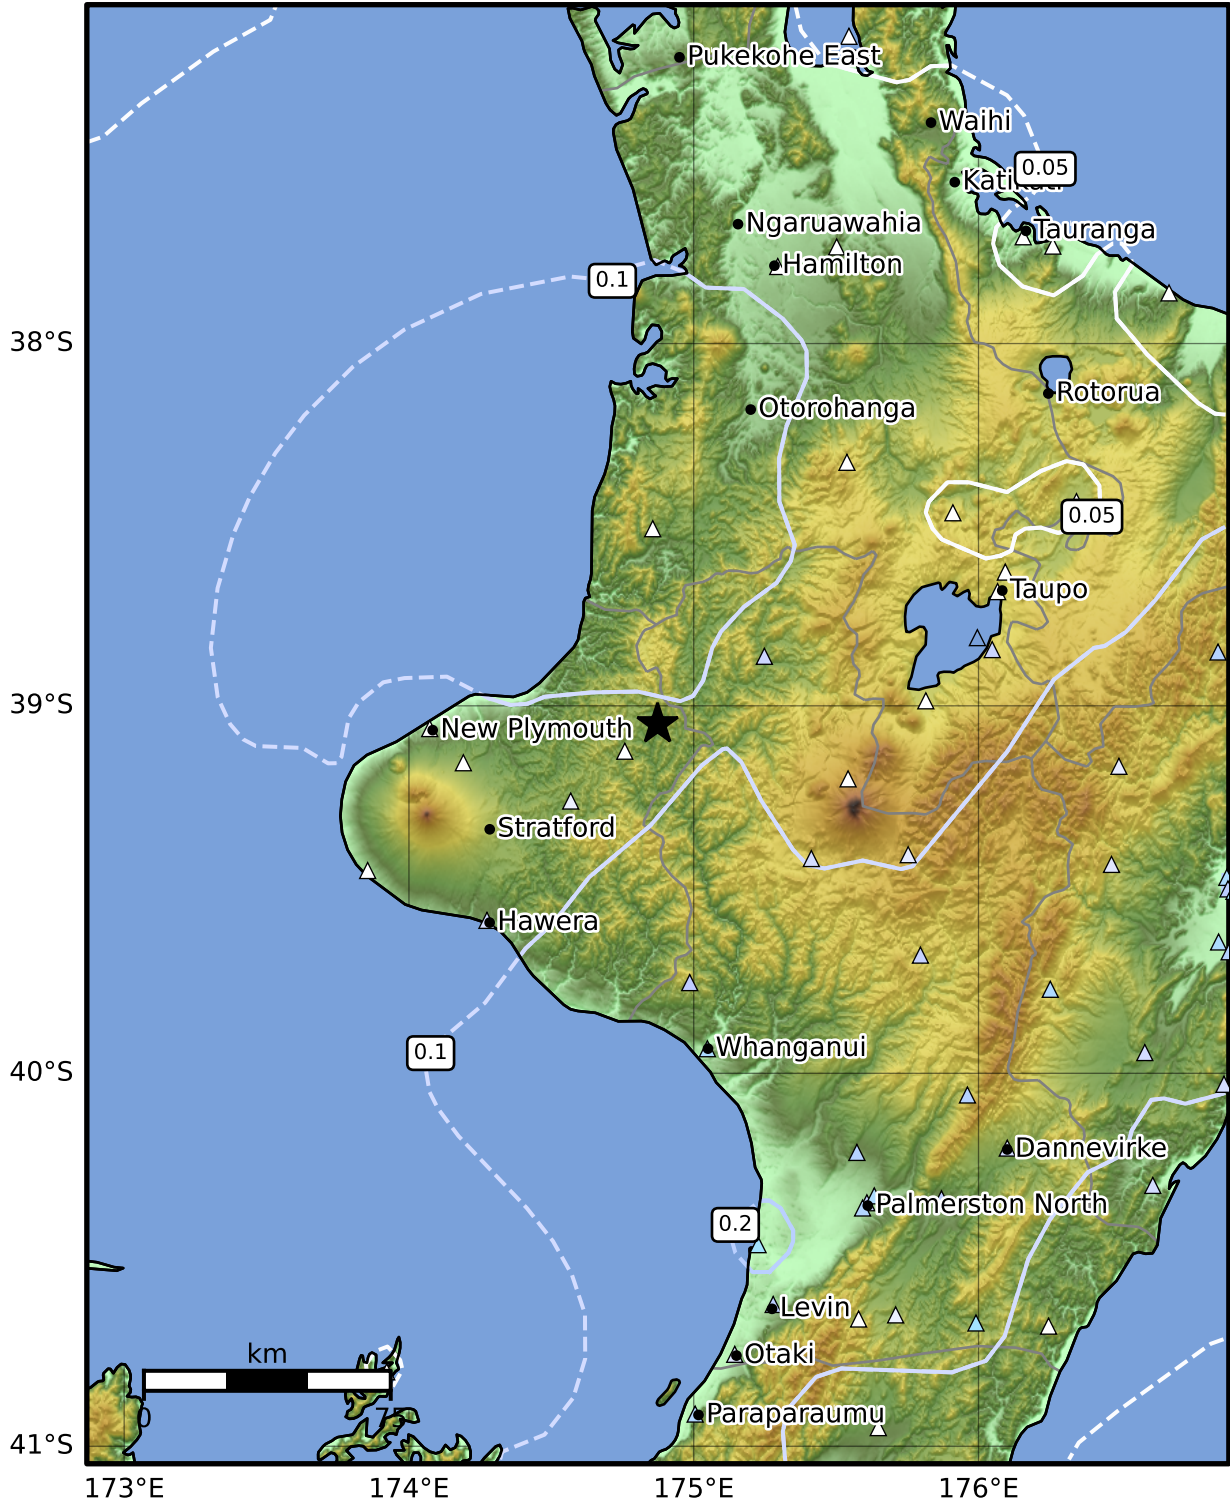 Pukekohe East
Waihi
0.05
Katikati
Ngaruawahia
Tauranga
Hamilton
0.1
38°S
Rotorua
Otorohanga
0.05
Taupo
39°S
New Plymouth
Stratford
Hawera
Whanganui
0.1
40°S
Dannevirke
Palmerston North
0.2
Levin
km
Otaki
0
75
Paraparaumu
41°S
173°E
174°E
175°E
176°E